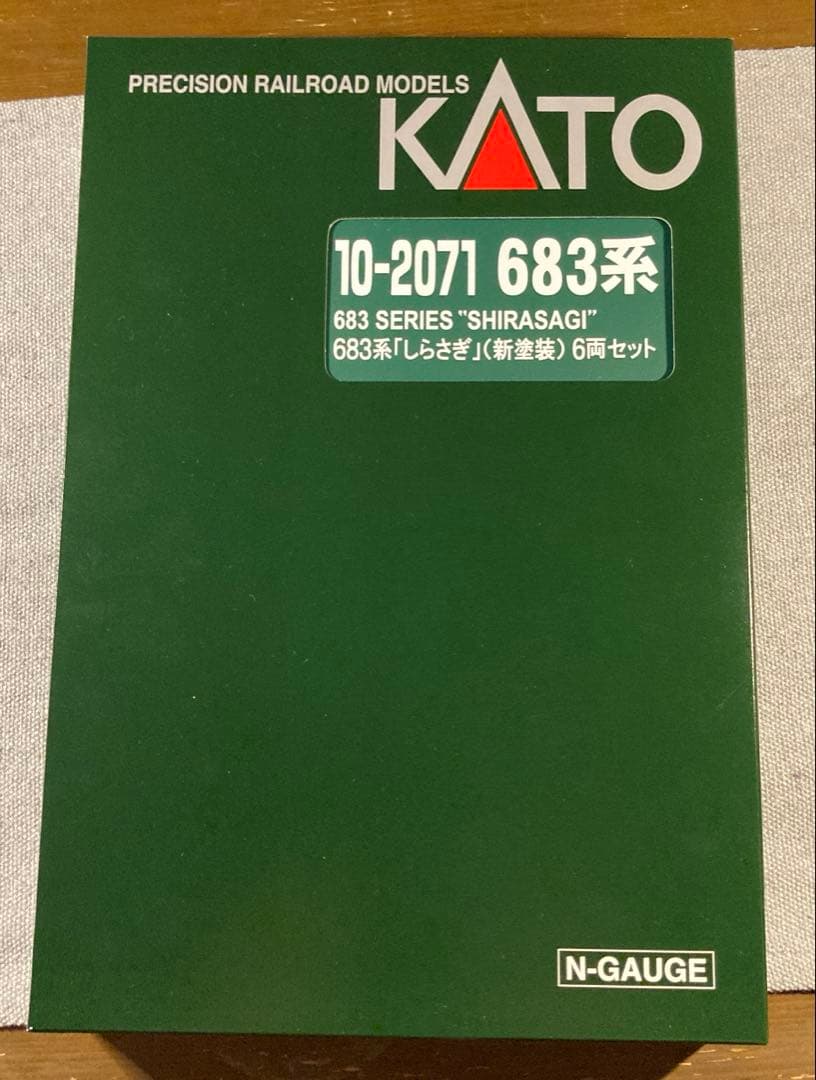 PRECISION RAILROAD MODELS
KATO
10-2071 683系
683 SERIES "SHIRASAGI"
683系「しらさぎ」(新塗装) 6両セット
N-GAUGE